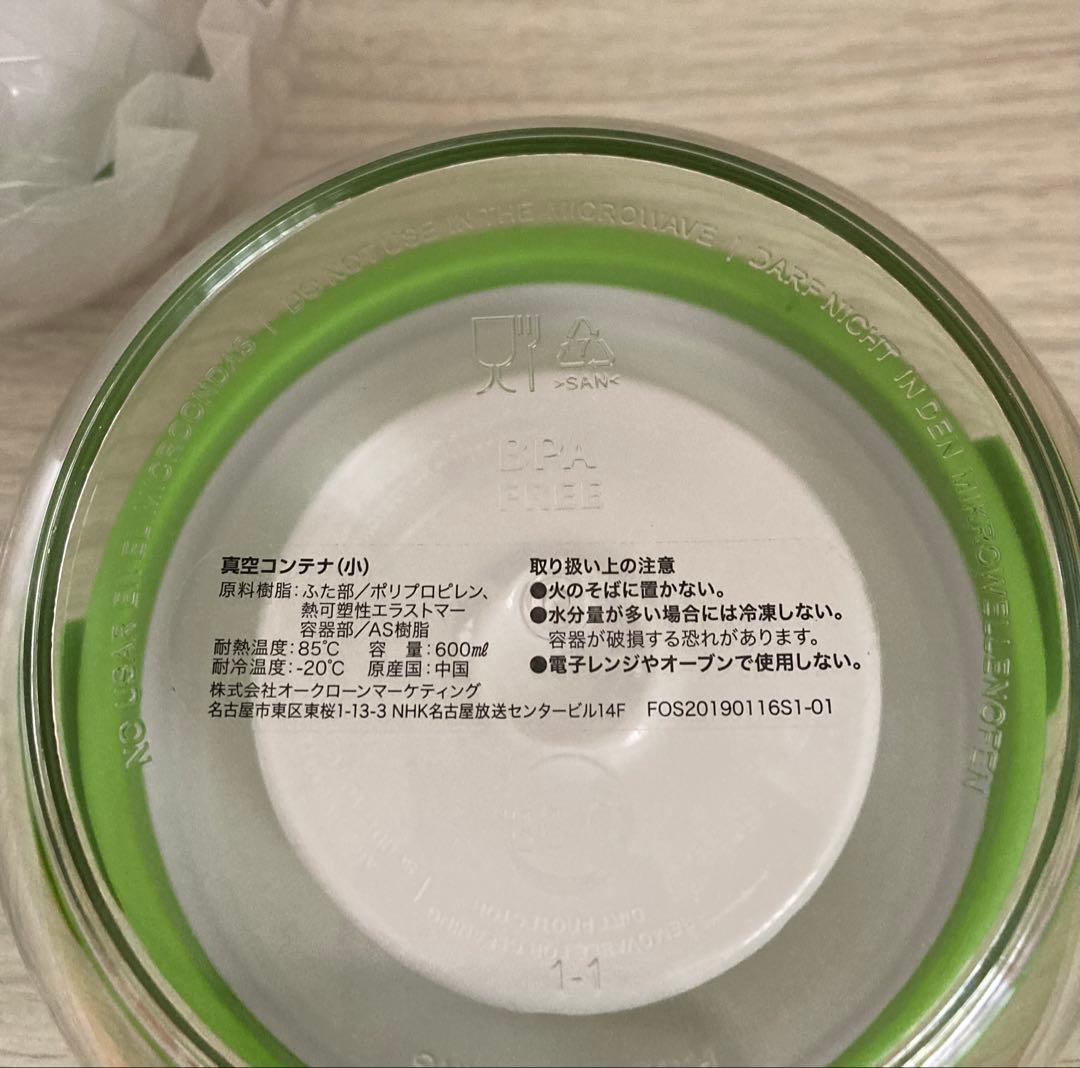 NO USAR EN EL MICROONDAS | DO NOT USE IN THE MICROWAVE | DARF NICHT IN DEN MIKROWELLENOFEN
>SAN<
BPA
FREE
真空コンテナ(小)
原料樹脂:ふた部/ポリプロピレン、
熱可塑性エラストマー
容器部/AS樹脂
耐熱温度:85℃ 容 量:600㎖
耐冷温度:-20℃ 原産国:中国
株式会社オークローンマーケティング
名古屋市東区東桜1-13-3 NHK名古屋放送センタービル14F FOS20190116S1-01
取り扱い上の注意
●火のそばに置かない。
●水分量が多い場合には冷凍しない。
容器が破損する恐れがあります。
●電子レンジやオーブンで使用しない。
1-1